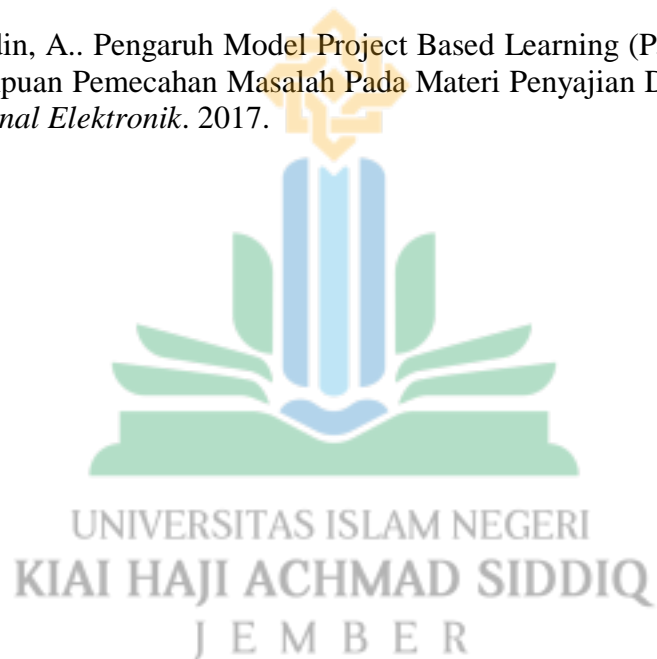 din, A.. Pengaruh Model Project Based Learning (P
puan Pemecahan Masalah Pada Materi Penyajian D
nal Elektronik. 2017.
UNIVERSITAS ISLAM NEGERI
KIAI HAJI ACHMAD SIDDIQ
JEMBER